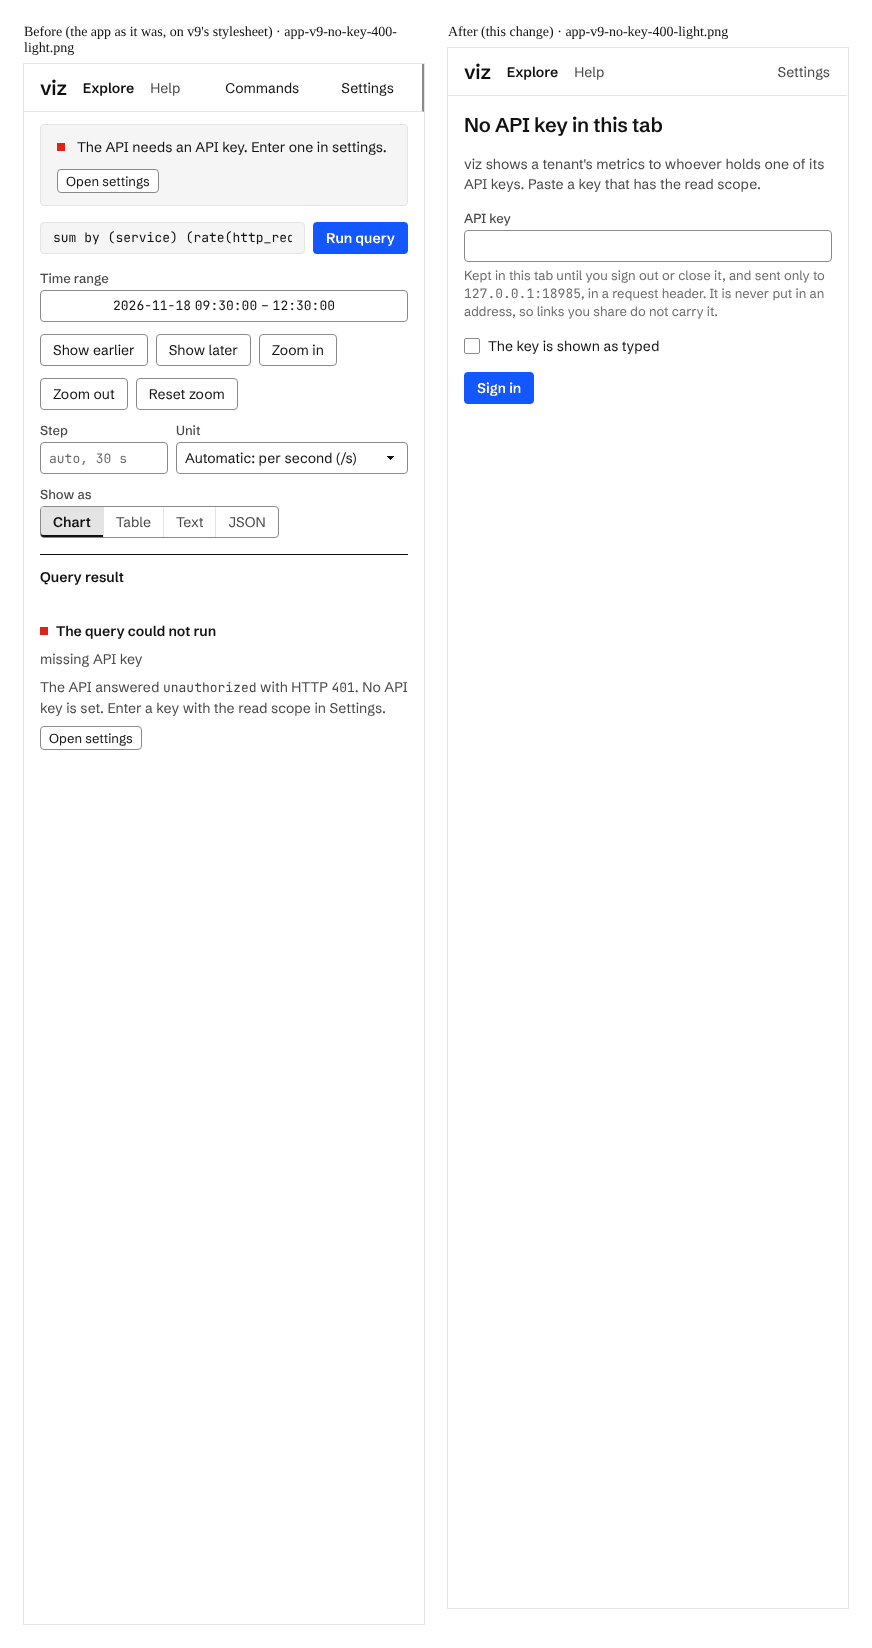 Before (the app as it was, on v9's stylesheet) · app-v9-no-key-400-
light.png
viz Explore Help Commands Settings
The API needs an API key. Enter one in settings.
Open settings
sum by (service) (rate(http_rec Run query
Time range
2026-11-18 09:30:00 – 12:30:00
Show earlier Show later Zoom in
Zoom out Reset zoom
Step Unit
auto, 30 s Automatic: per second (/s)
Show as
Chart Table Text JSON
Query result
The query could not run
missing API key
The API answered unauthorized with HTTP 401. No API
key is set. Enter a key with the read scope in Settings.
Open settings
After (this change) · app-v9-no-key-400-light.png
viz Explore Help Settings
No API key in this tab
viz shows a tenant's metrics to whoever holds one of its
API keys. Paste a key that has the read scope.
API key
Kept in this tab until you sign out or close it, and sent only to
127.0.0.1:18985, in a request header. It is never put in an
address, so links you share do not carry it.
The key is shown as typed
Sign in